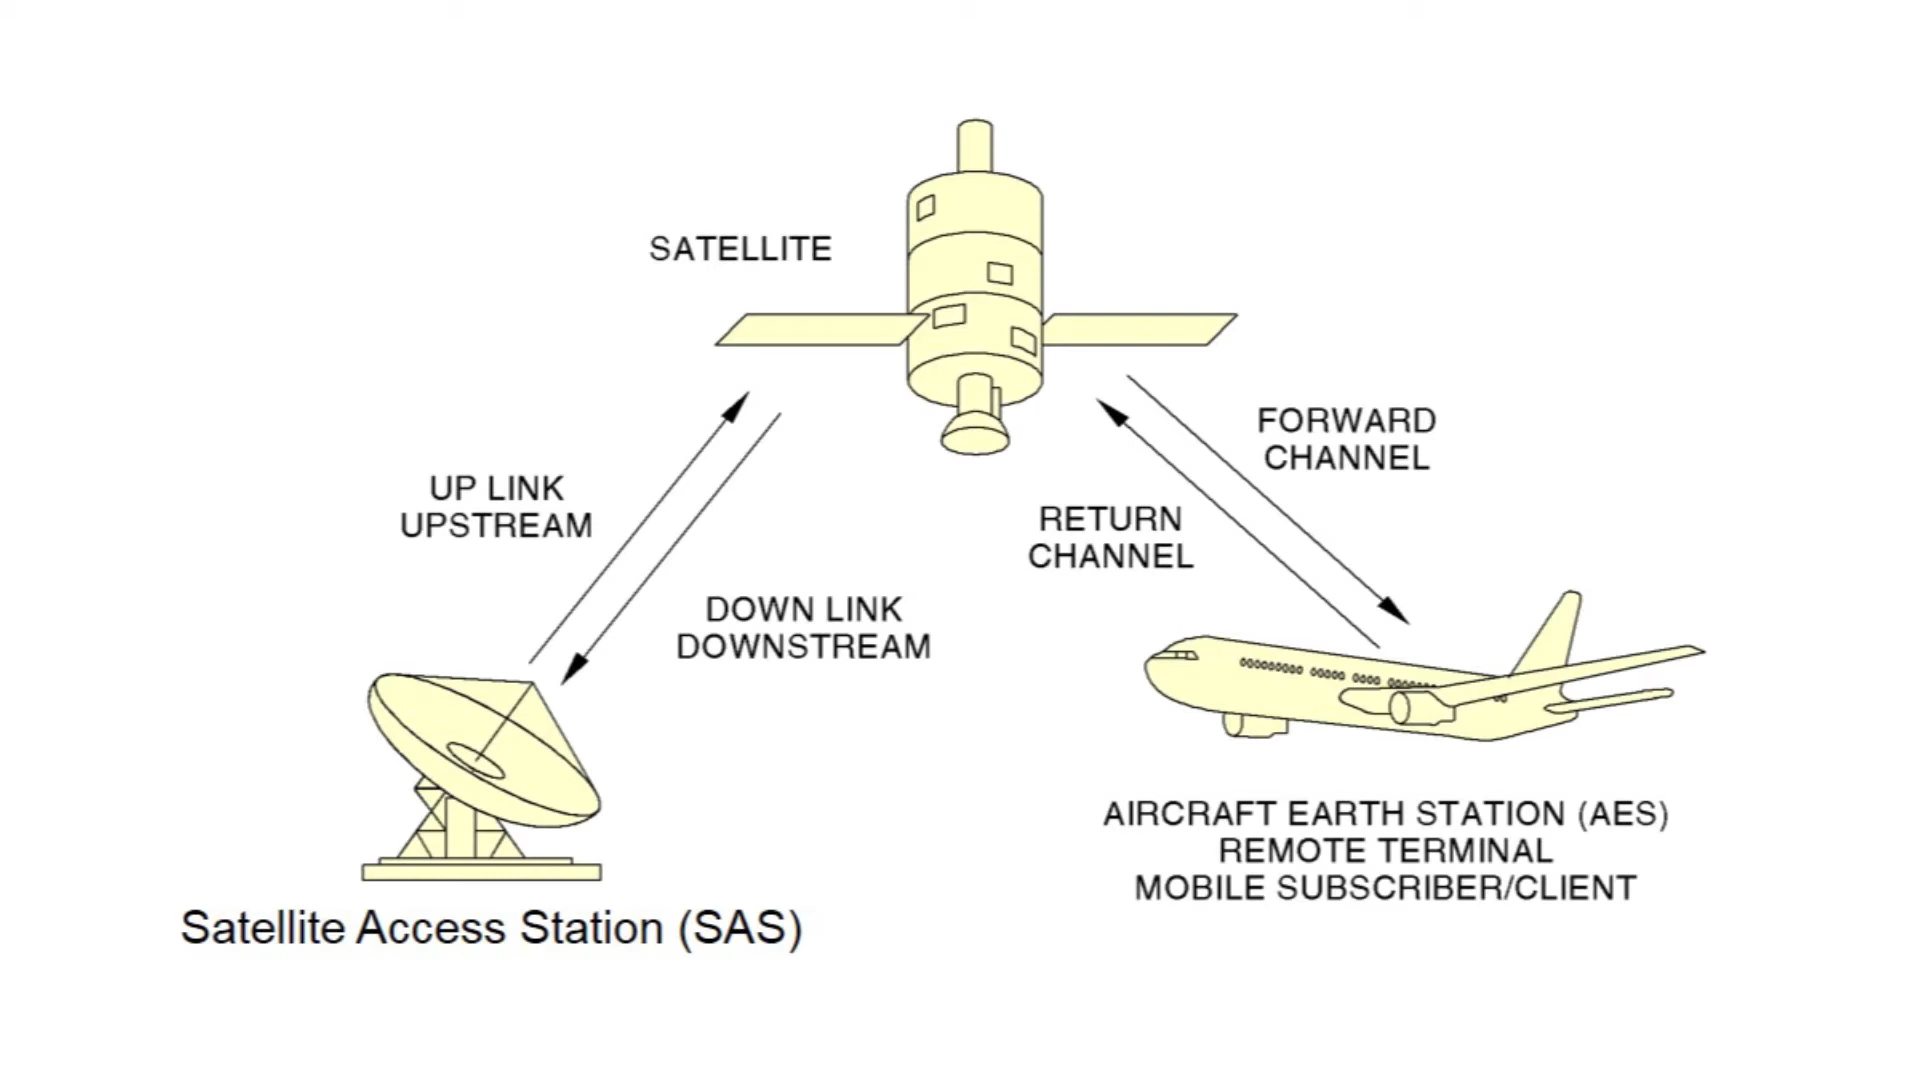 SATELLITE
FORWARD
CHANNEL
UP LINK
UPSTREAM
RETURN
CHANNEL
DOWN LINK
DOWNSTREAM
AIRCRAFT EARTH STATION (AES)
REMOTE TERMINAL
MOBILE SUBSCRIBER/CLIENT
Satellite Access Station (SAS)